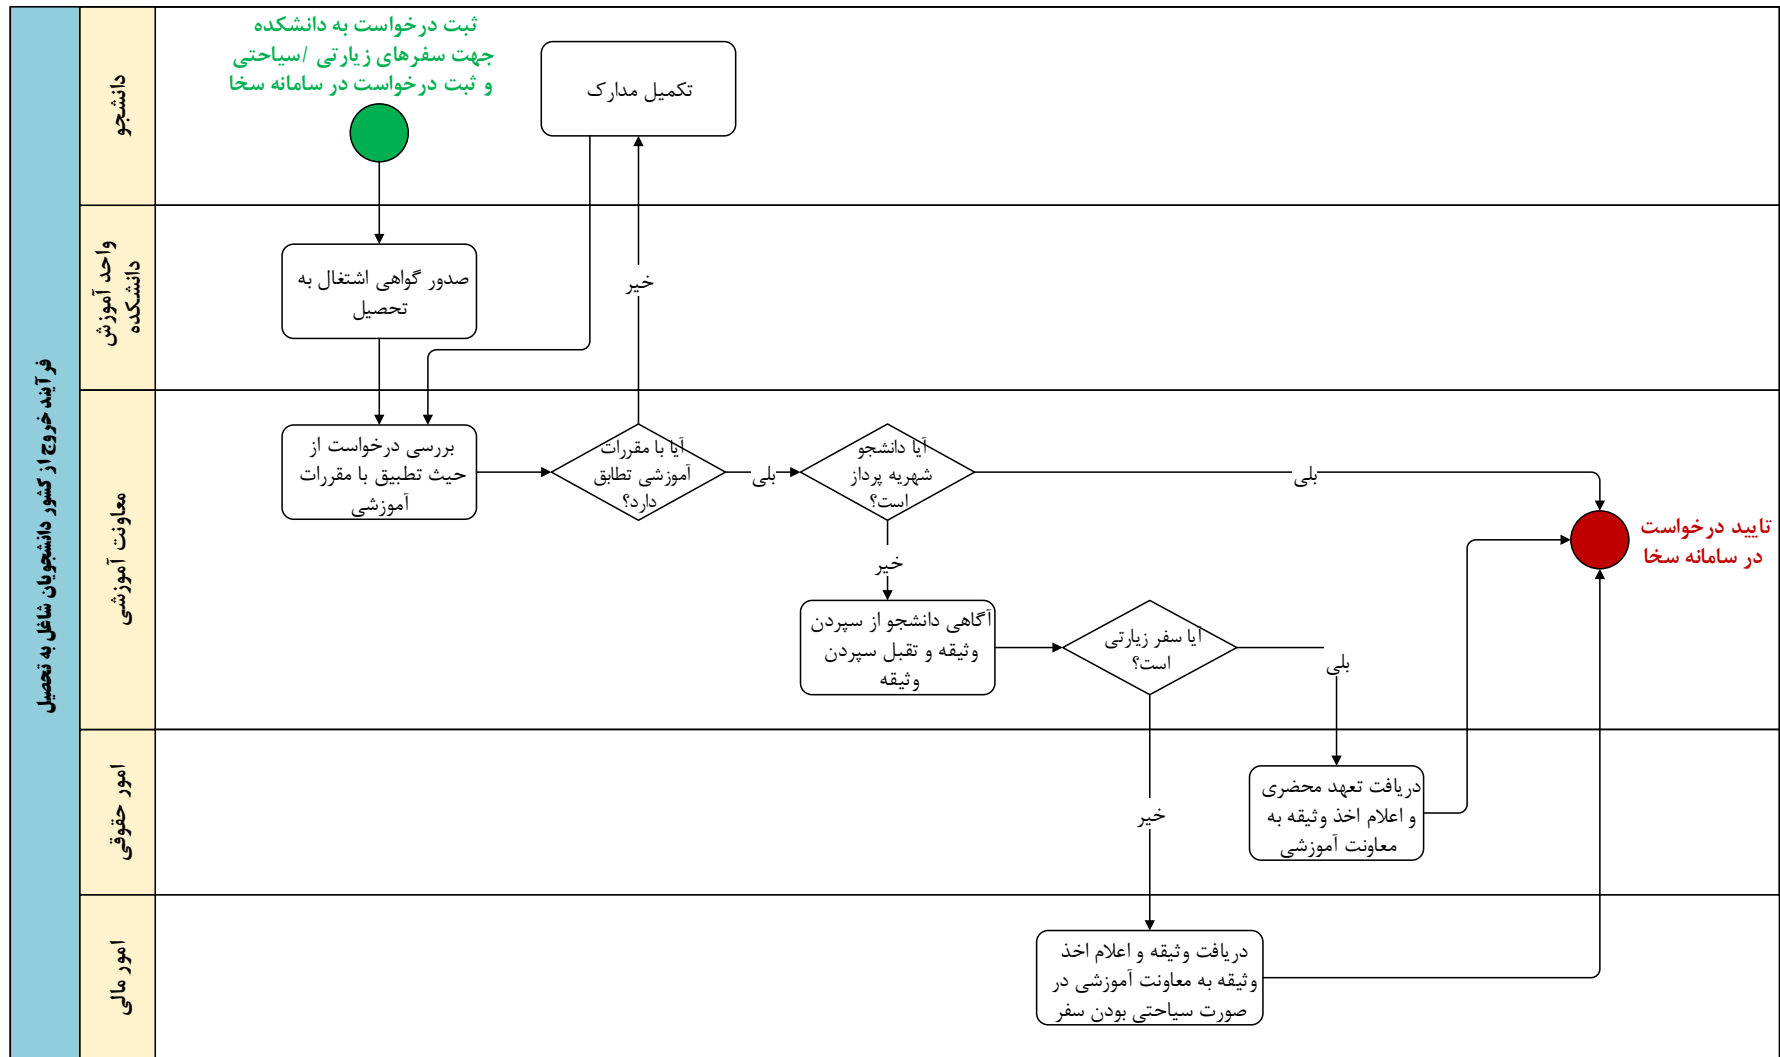 فرآیند خروج از کشور دانشجویان شاغل به تحصیل
دانشجو
ثبت درخواست به دانشکده
جهت سفرهای زیارتی /سیاحتی
و ثبت درخواست در سامانه سخا
تکمیل مدارک
واحد آموزش
دانشکده
صدور گواهی اشتغال به
تحصیل
خیر
معاونت آموزشی
بررسی درخواست از
حیث تطبیق با مقررات
آموزشی
آیا با مقررات
آموزشی تطابق
دارد؟
بلی
آیا دانشجو
شهریه پرداز
است؟
بلی
خیر
تایید درخواست
در سامانه سخا
آگاهی دانشجو از سپردن
وثیقه و تقبل سپردن
وثیقه
آیا سفر زیارتی
است؟
بلی
امور حقوقی
خیر
دریافت تعهد محضری
و اعلام اخذ وثیقه به
معاونت آموزشی
امور مالی
دریافت وثیقه و اعلام اخذ
وثیقه به معاونت آموزشی در
صورت سیاحتی بودن سفر